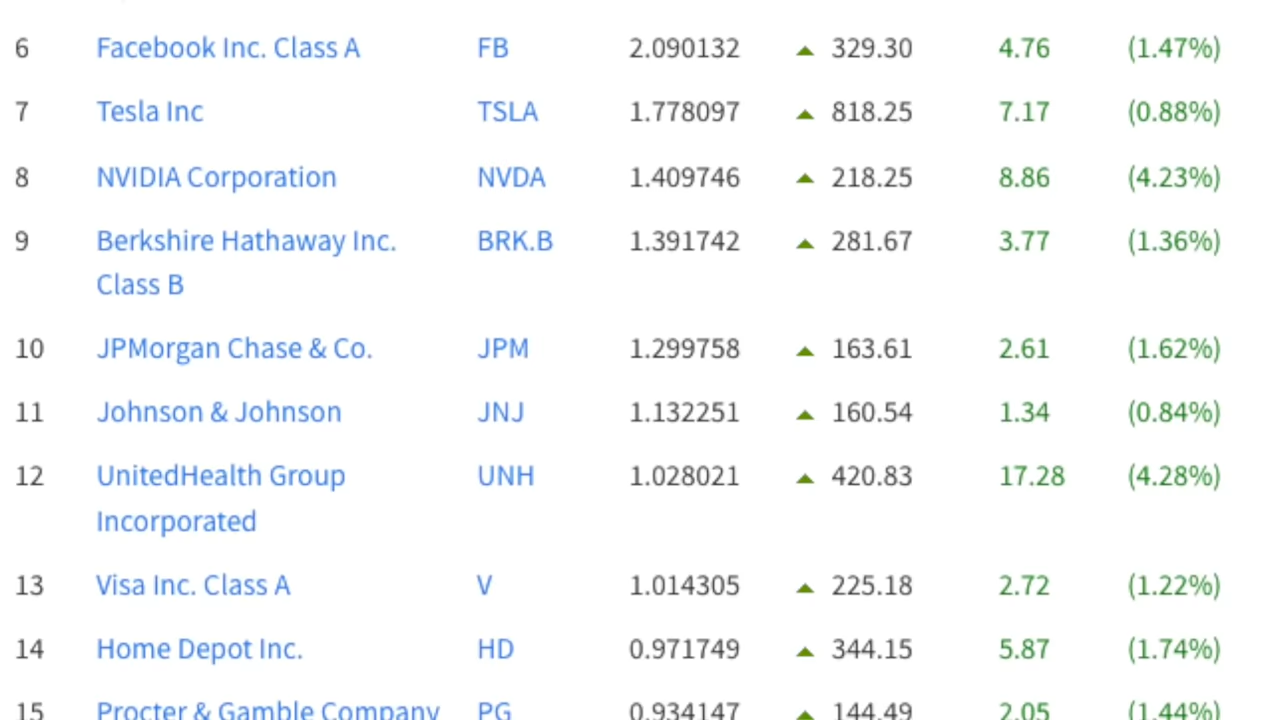 6 Facebook Inc. Class A FB 2.090132 329.30 4.76 (1.47%)
7 Tesla Inc TSLA 1.778097 818.25 7.17 (0.88%)
8 NVIDIA Corporation NVDA 1.409746 218.25 8.86 (4.23%)
9 Berkshire Hathaway Inc. BRK.B 1.391742 281.67 3.77 (1.36%)
Class B
10 JPMorgan Chase & Co. JPM 1.299758 163.61 2.61 (1.62%)
11 Johnson & Johnson JNJ 1.132251 160.54 1.34 (0.84%)
12 UnitedHealth Group UNH 1.028021 420.83 17.28 (4.28%)
Incorporated
13 Visa Inc. Class A V 1.014305 225.18 2.72 (1.22%)
14 Home Depot Inc. HD 0.971749 344.15 5.87 (1.74%)
15 Procter & Gamble Company PG 0.934147 144.49 2.05 (1.44%)